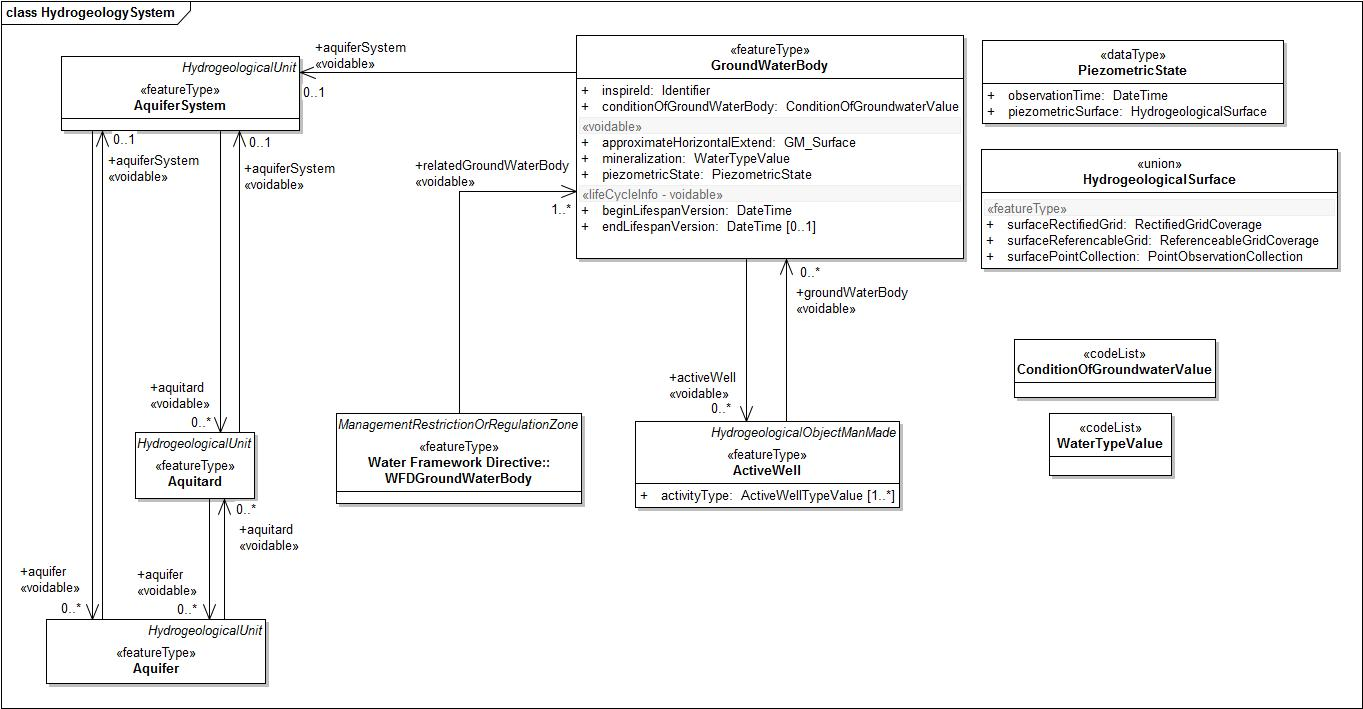 class HydrogeologySystem
HydrogeologicalUnit
«featureType»
AquiferSystem
+aquiferSystem
«voidable»
0..1
«featureType»
GroundWaterBody
+ inspireId: Identifier
+ conditionOfGroundWaterBody: ConditionOfGroundwaterValue
«voidable»
+ approximateHorizontalExtend: GM_Surface
+ mineralization: WaterTypeValue
+ piezometricState: PiezometricState
«lifeCycleInfo - voidable»
+ beginLifespanVersion: DateTime
+ endLifespanVersion: DateTime [0..1]
«dataType»
PiezometricState
+ observationTime: DateTime
+ piezometricSurface: HydrogeologicalSurface
«union»
HydrogeologicalSurface
«featureType»
+ surfaceRectifiedGrid: RectifiedGridCoverage
+ surfaceReferencableGrid: ReferenceableGridCoverage
+ surfacePointCollection: PointObservationCollection
0..1
+aquiferSystem
«voidable»
0..1
+aquiferSystem
«voidable»
+relatedGroundWaterBody
«voidable»
1..*
0..*
+groundWaterBody
«voidable»
+activeWell
«voidable»
0..*
«codeList»
ConditionOfGroundwaterValue
«codeList»
WaterTypeValue
+aquitard
«voidable»
0..*
HydrogeologicalUnit
«featureType»
Aquitard
ManagementRestrictionOrRegulationZone
«featureType»
Water Framework Directive::
WFDGroundWaterBody
HydrogeologicalObjectManMade
«featureType»
ActiveWell
+ activityType: ActiveWellTypeValue [1..*]
0..*
+aquitard
«voidable»
+aquifer
«voidable»
0..*
+aquifer
«voidable»
0..*
HydrogeologicalUnit
«featureType»
Aquifer